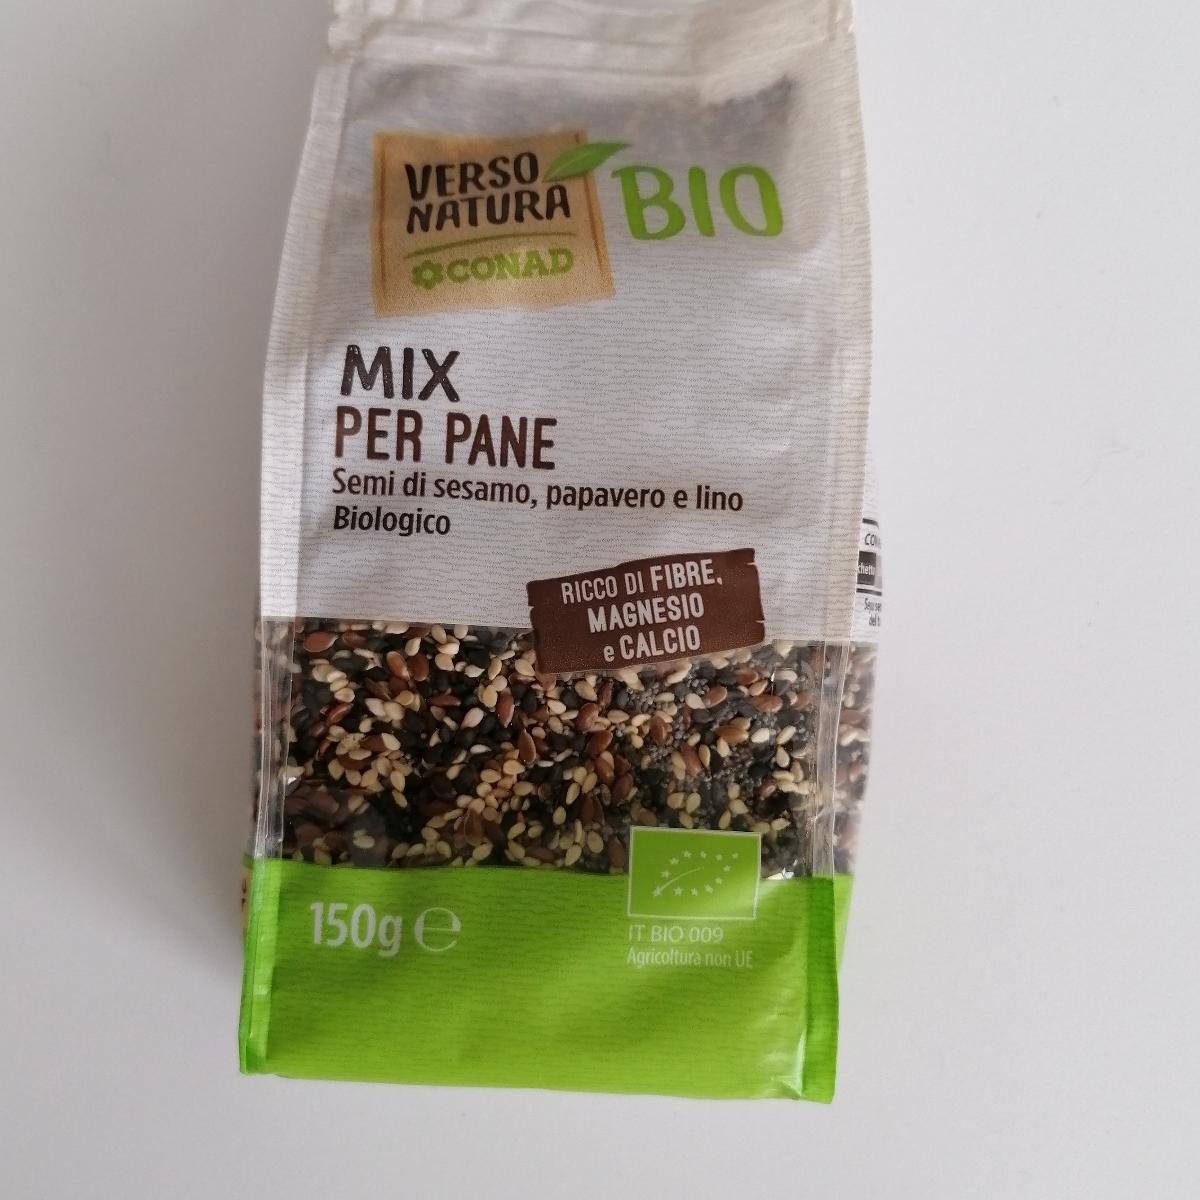 VERSO
NATURA
CONAD
BIO
MIX
PER PANE
Semi di sesamo, papavero e lino
Biologico
RICCO DI FIBRE,
MAGNESIO
e CALCIO
150g ℮
IT BIO 009
Agricoltura non UE